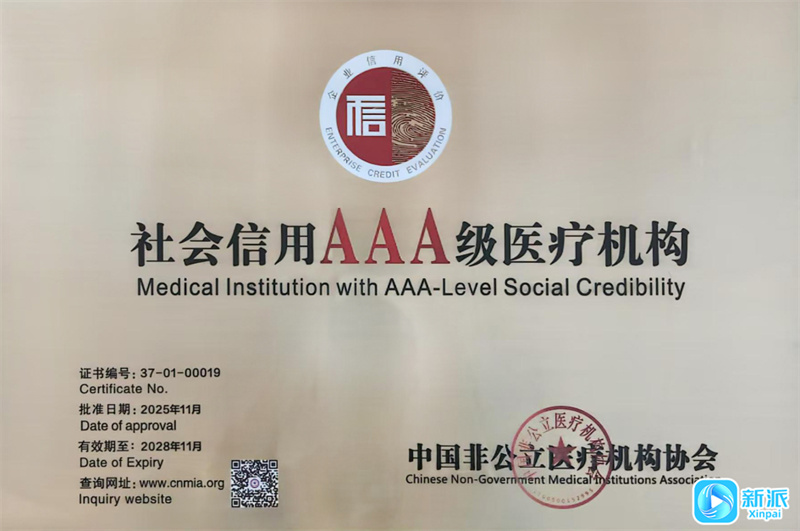 企业信用评价
信
ENTERPRISE CREDIT EVALUATION
社会信用AAA级医疗机构
Medical Institution with AAA-Level Social Credibility
证书编号: 37-01-00019
Certificate No.
批准日期: 2025年11月
Date of approval
有效期至: 2028年11月
Date of Expiry
查询网址: www.cnmia.org
Inquiry website
中国非公立医疗机构协会
Chinese Non-Government Medical Institutions Association
新派
Xinpai